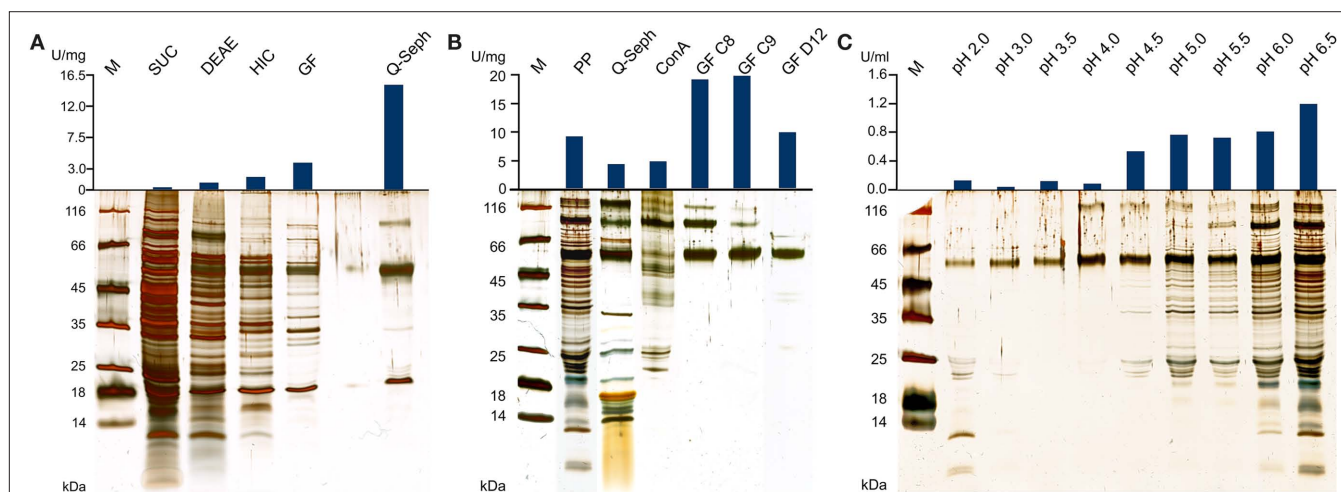 A
U/mg
M
SUC
DEAE
HIC
GF
Q-Seph
16.5
12.0
7.5
3.0
0
116
66
45
35
25
18
14
kDa
B
U/mg
M
PP
Q-Seph
ConA
GF C8
GF C9
GF D12
20
15
10
5
0
116
66
45
35
25
18
14
kDa
C
U/ml
M
pH 2.0
pH 3.0
pH 3.5
pH 4.0
pH 4.5
pH 5.0
pH 5.5
pH 6.0
pH 6.5
1.6
1.2
0.8
0.4
0.0
116
66
45
35
25
18
14
kDa